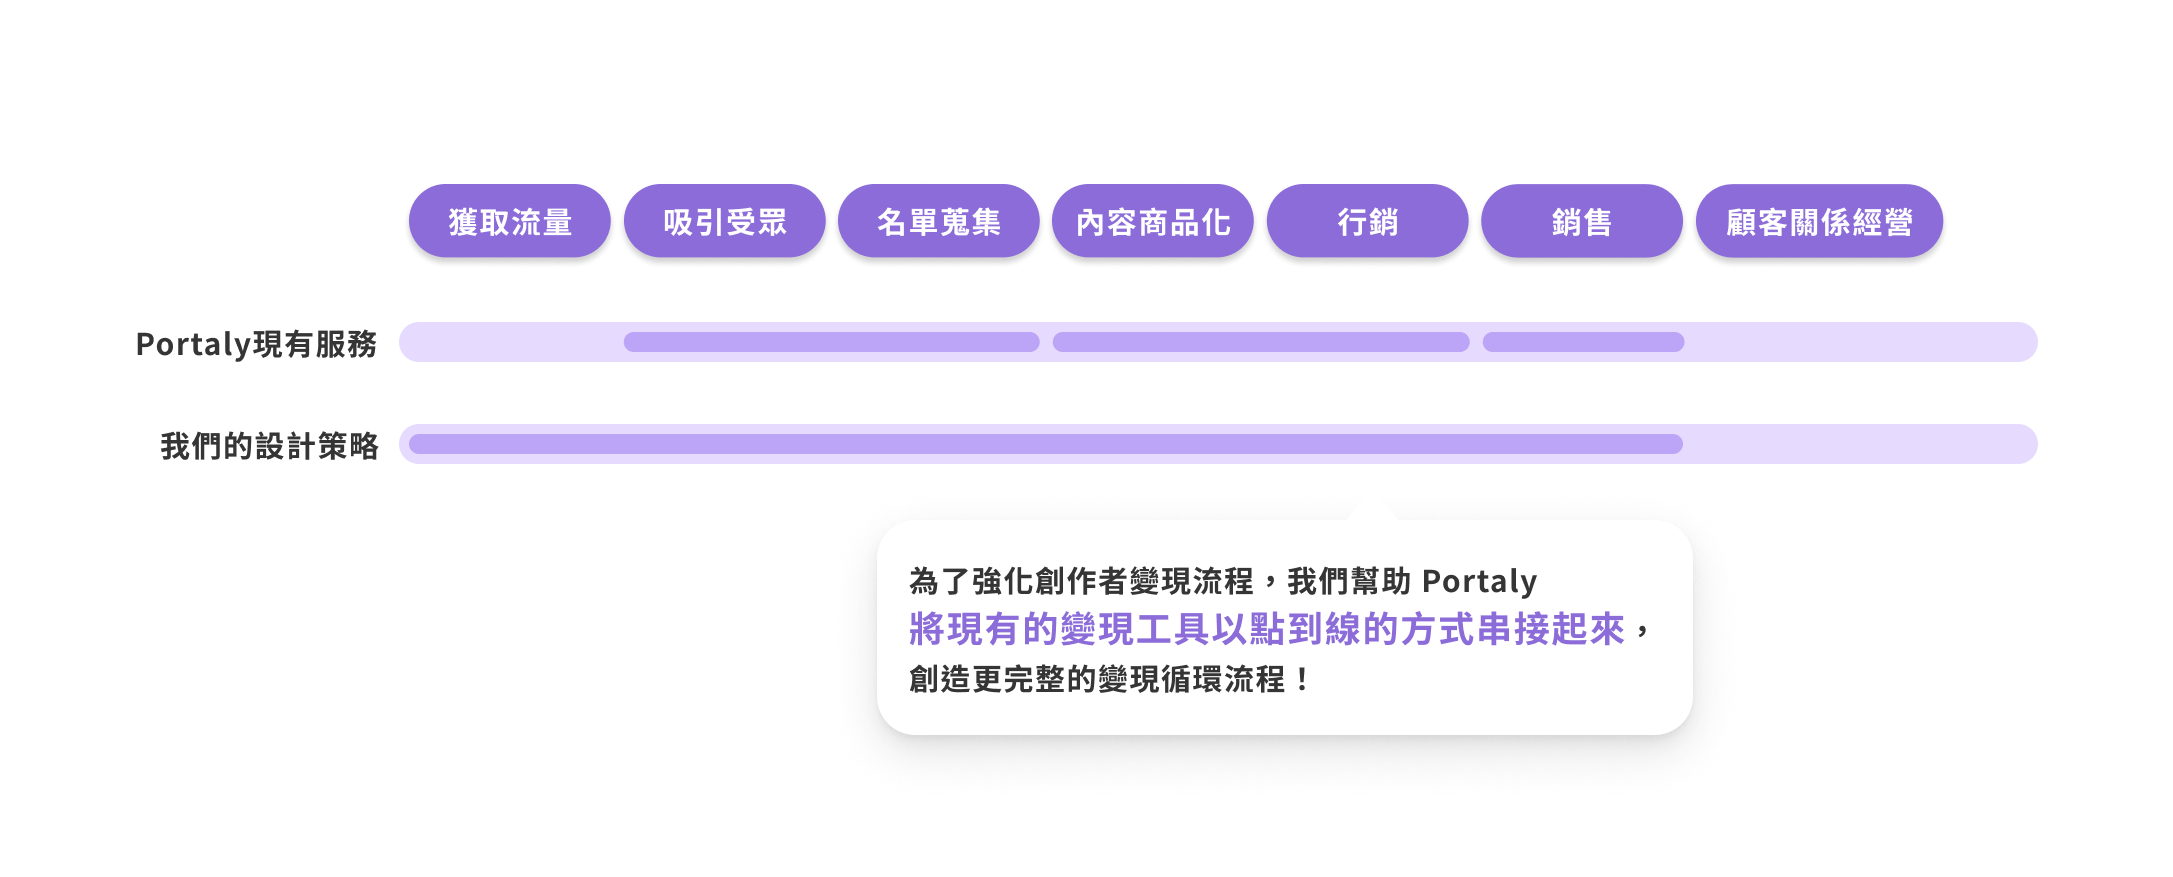 獲取流量
吸引受眾
名單蒐集
內容商品化
行銷
銷售
顧客關係經營
Portaly現有服務
我們的設計策略
為了強化創作者變現流程，我們幫助 Portaly
將現有的變現工具以點到線的方式串接起來，
創造更完整的變現循環流程！